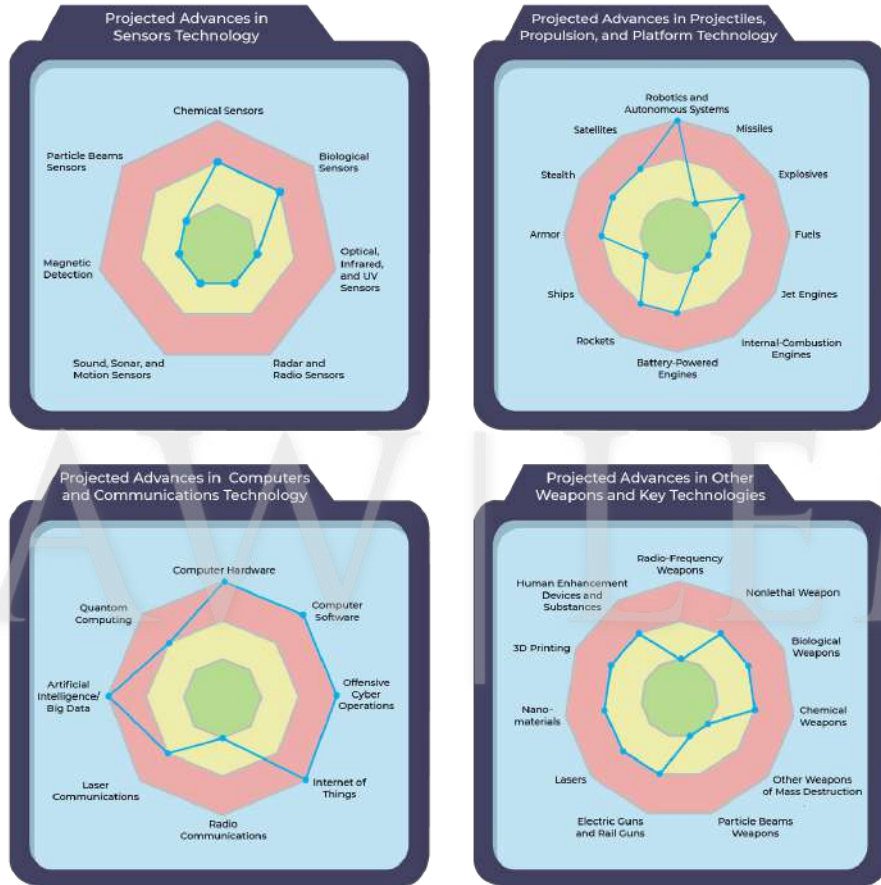 Projected Advances in
Sensors Technology
Chemical Sensors
Particle Beams
Sensors
Biological
Sensors
Magnetic
Detection
Optical,
Infrared,
and UV
Sensors
Sound, Sonar, and
Motion Sensors
Radar and
Radio Sensors
Projected Advances in Projectiles,
Propulsion, and Platform Technology
Robotics and
Autonomous Systems
Satellites
Missiles
Stealth
Explosives
Armor
Fuels
Ships
Jet Engines
Rockets
Internal-Combustion
Engines
Battery-Powered
Engines
Projected Advances in Computers
and Communications Technology
Computer Hardware
Quantom
Computing
Computer
Software
Artificial
Intelligence/
Big Data
Offensive
Cyber
Operations
Laser
Communications
Internet of
Things
Radio
Communications
Projected Advances in Other
Weapons and Key Technologies
Radio-Frequency
Weapons
Human Enhancement
Devices and
Substances
Nonlethal Weapon
3D Printing
Biological
Weapons
Nano-
materials
Chemical
Weapons
Lasers
Other Weapons
of Mass Destruction
Electric Guns
and Rail Guns
Particle Beams
Weapons